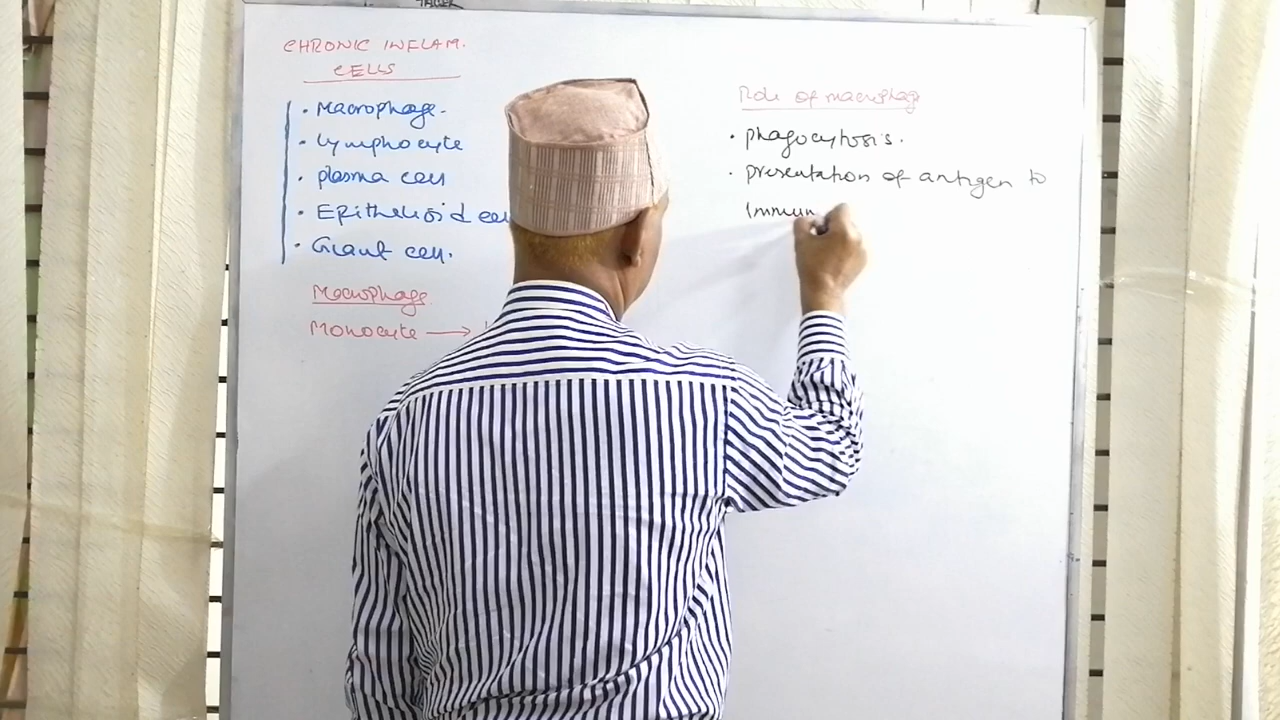 CHRONIC INFLAM.
CELLS
• Macrophage.
• Lymphocyte
• plasma cell
• Epithelioid cell
• Giant cell.
Macrophage
Monocyte →
Role of macrophage
• phagocytosis.
• presentation of antigen to
Immun